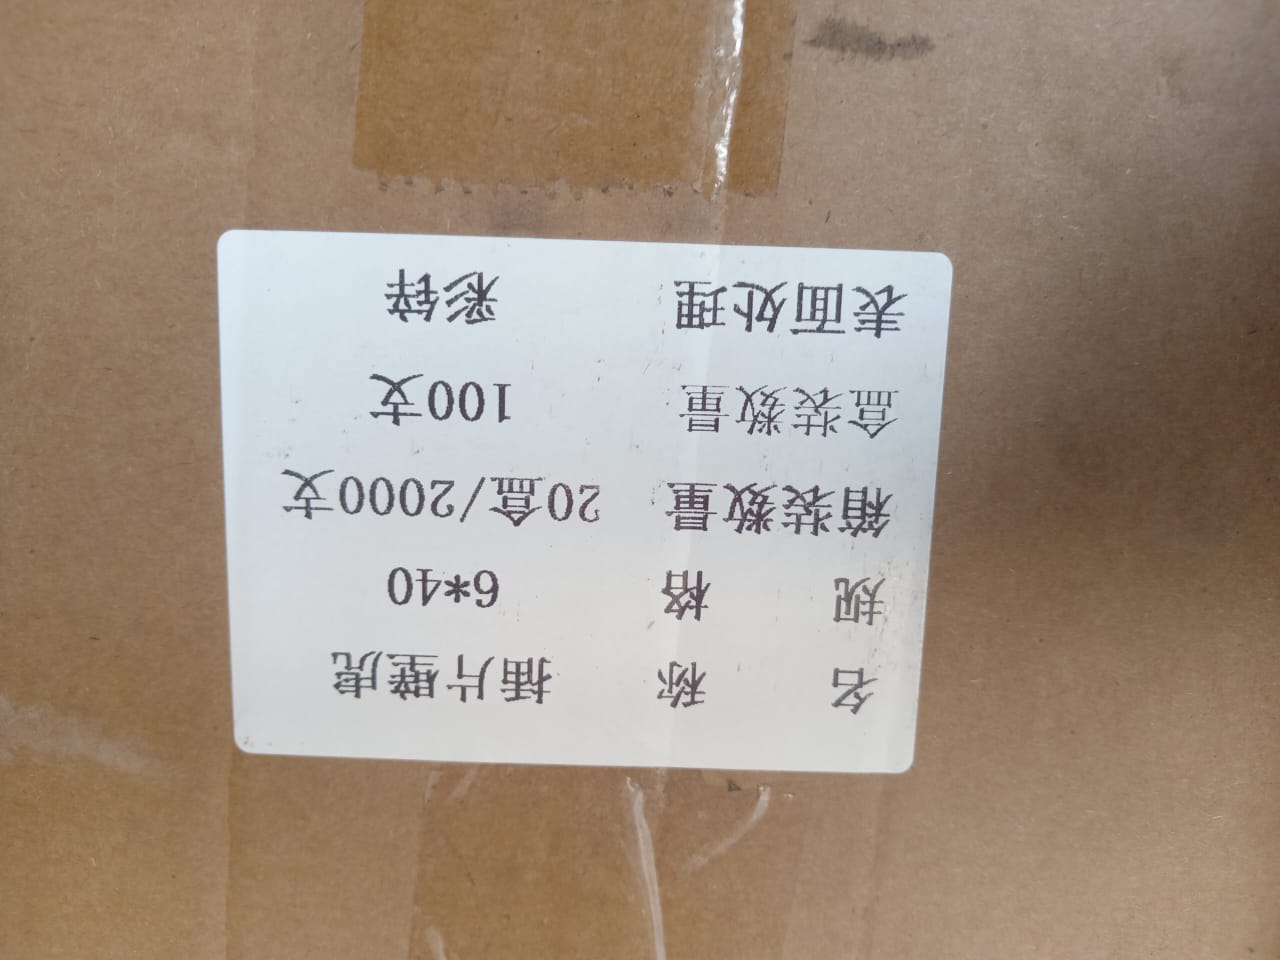 名 称 插片壁虎
规 格 6*40
箱装数量 20盒/2000支
盒装数量 100支
表面处理 彩锌